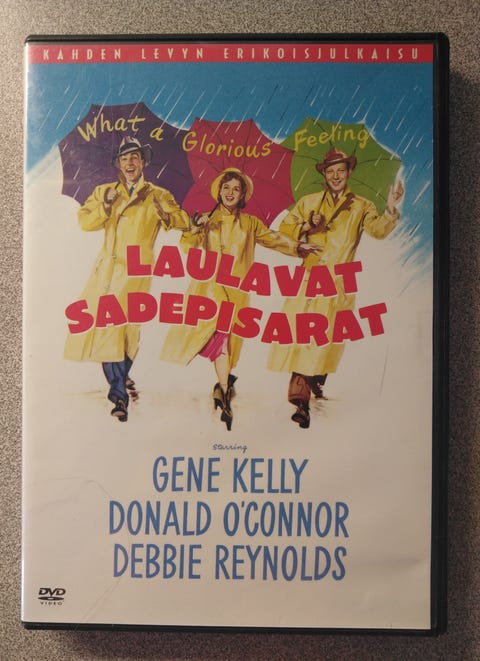 KAHDEN LEVYN ERIKOISJULKAISU
What a Glorious Feeling
LAULAVAT
SADEPISARAT
Starring
GENE KELLY
DONALD O'CONNOR
DEBBIE REYNOLDS
DVD
VIDEO